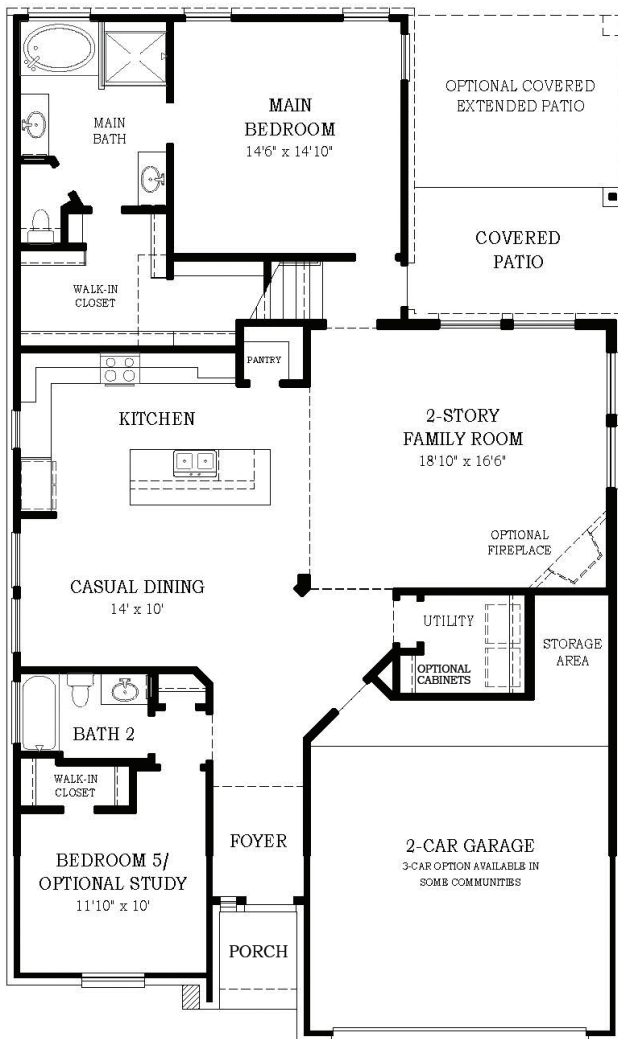 OPTIONAL COVERED
EXTENDED PATIO
MAIN
BEDROOM
14'6" x 14'10"
MAIN
BATH
COVERED
PATIO
WALK-IN
CLOSET
PANTRY
KITCHEN
2-STORY
FAMILY ROOM
18'10" x 16'6"
OPTIONAL
FIREPLACE
CASUAL DINING
14' x 10'
UTILITY
OPTIONAL
CABINETS
STORAGE
AREA
BATH 2
WALK-IN
CLOSET
BEDROOM 5/
OPTIONAL STUDY
11'10" x 10'
FOYER
2-CAR GARAGE
3-CAR OPTION AVAILABLE IN
SOME COMMUNITIES
PORCH